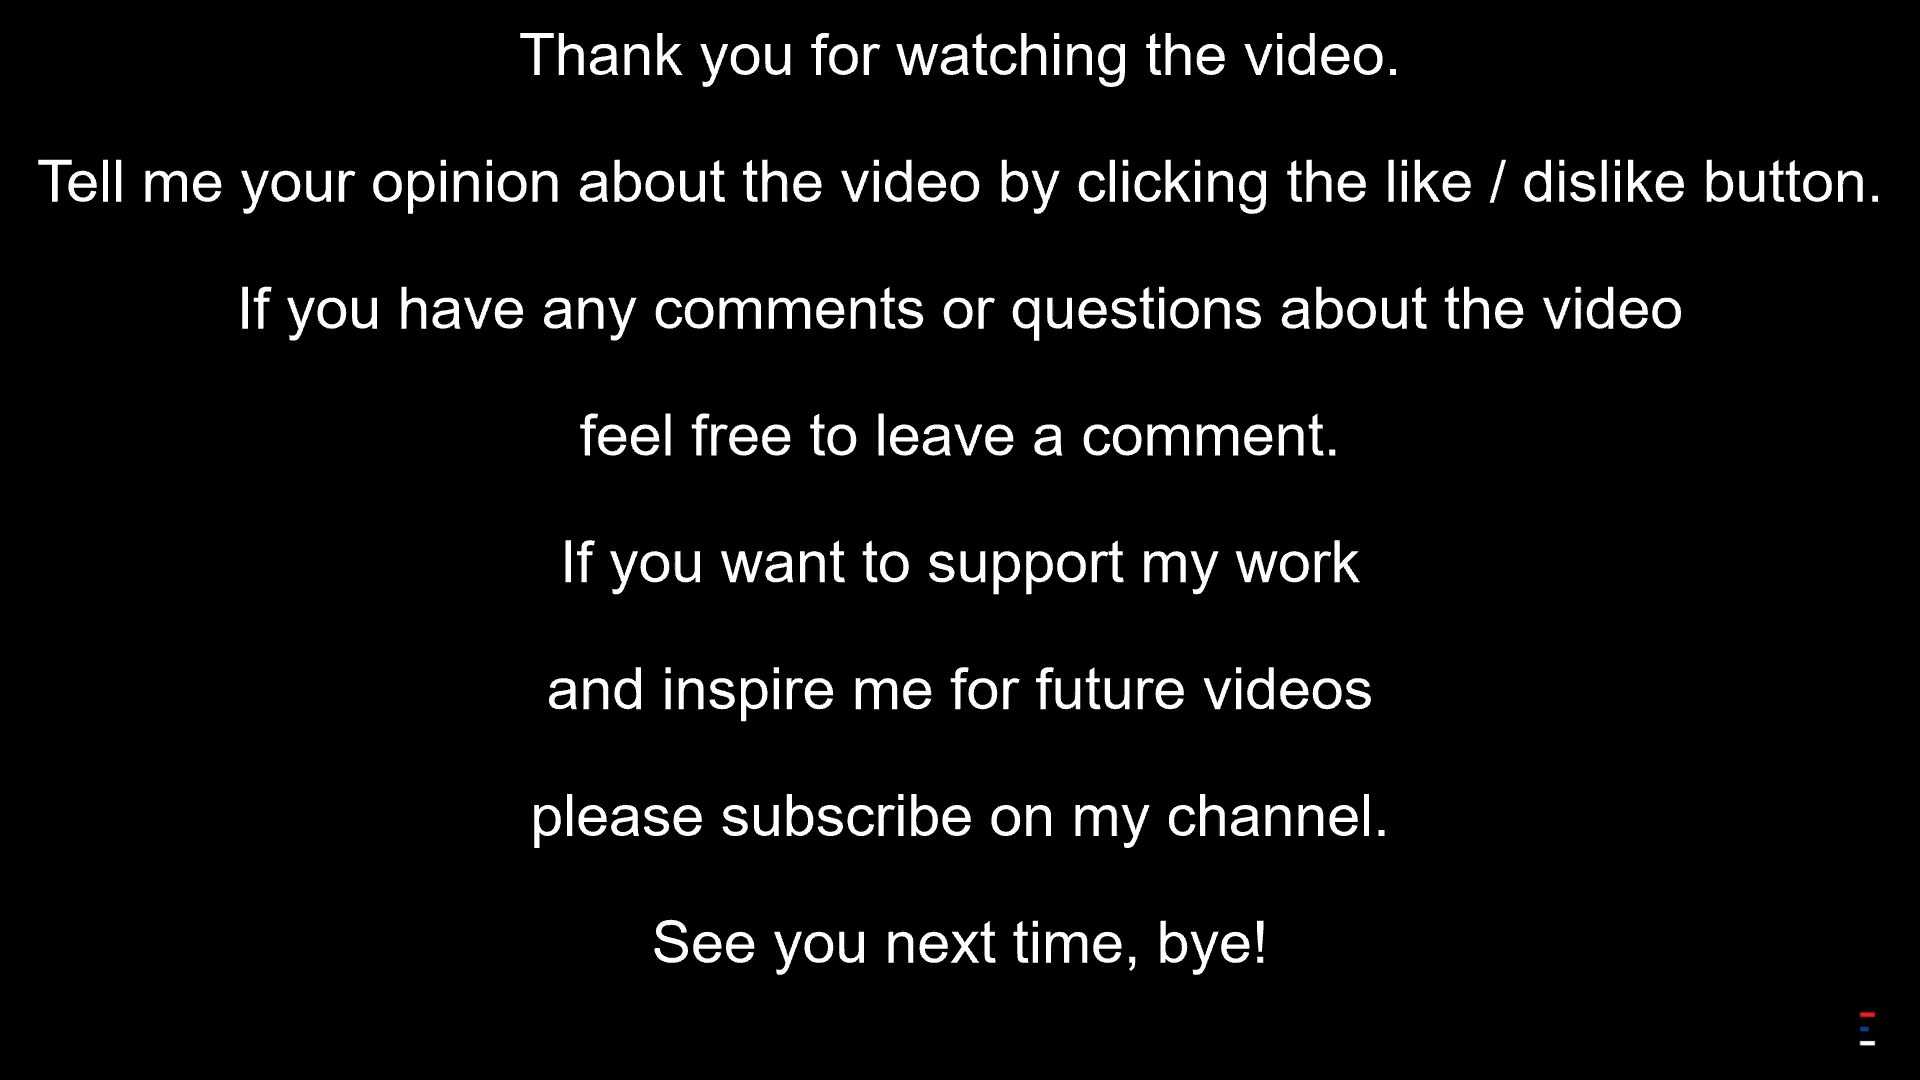 Thank you for watching the video.
Tell me your opinion about the video by clicking the like / dislike button.
If you have any comments or questions about the video
feel free to leave a comment.
If you want to support my work
and inspire me for future videos
please subscribe on my channel.
See you next time, bye!